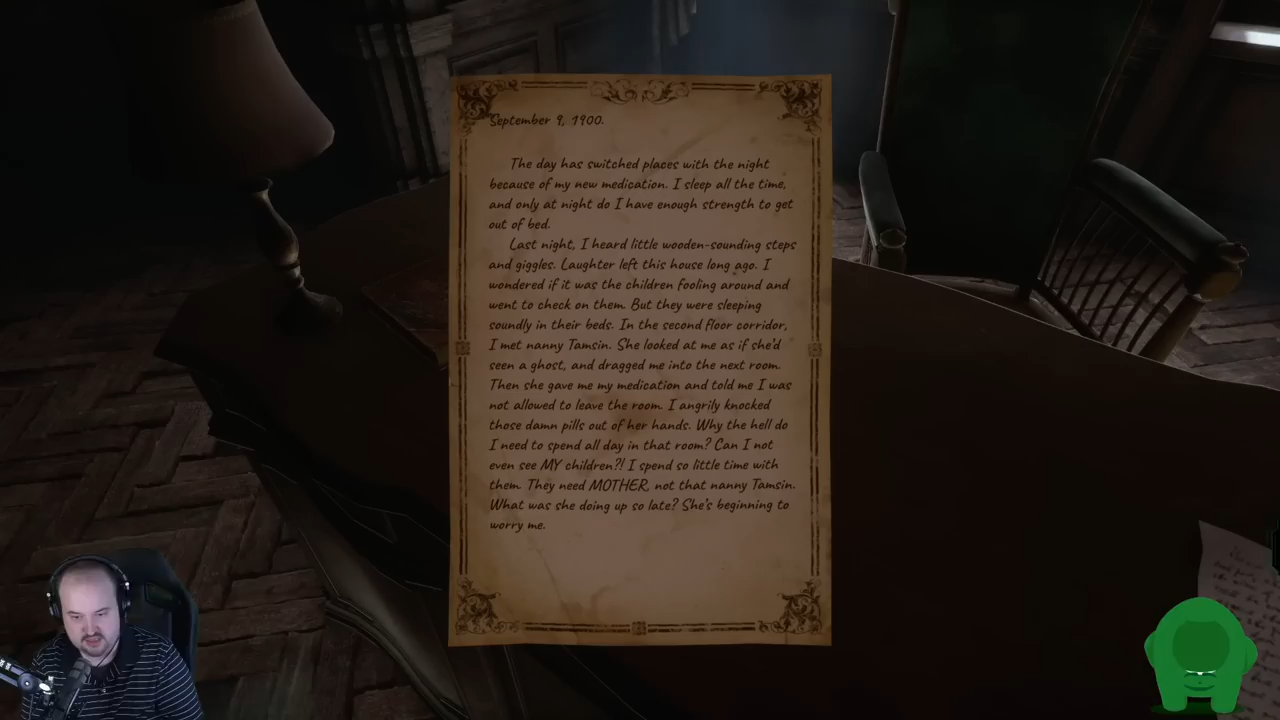 September 9, 1900.
The day has switched places with the night
because of my new medication. I sleep all the time,
and only at night do I have enough strength to get
out of bed.
Last night, I heard little wooden-sounding steps
and giggles. Laughter left this house long ago. I
wondered if it was the children fooling around and
went to check on them. But they were sleeping
soundly in their beds. In the second floor corridor,
I met nanny Tamsin. She looked at me as if she'd
seen a ghost, and dragged me into the next room.
Then she gave me my medication and told me I was
not allowed to leave the room. I angrily knocked
those damn pills out of her hands. Why the hell do
I need to spend all day in that room? Can I not
even see MY children?! I spend so little time with
them. They need MOTHER, not that nanny Tamsin.
What was she doing up so late? She's beginning to
worry me.